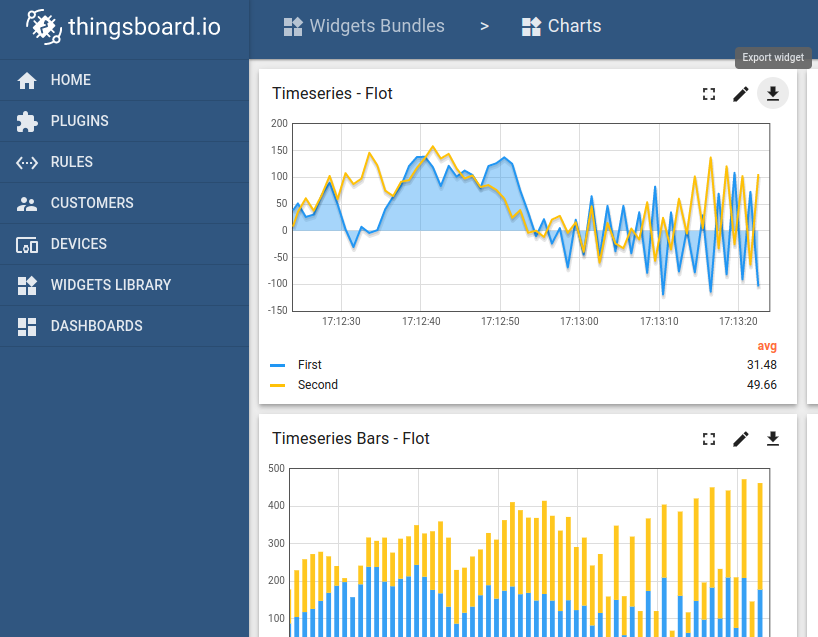 thingsboard.io
Widgets Bundles > Charts
Export widget
HOME
PLUGINS
RULES
CUSTOMERS
DEVICES
WIDGETS LIBRARY
DASHBOARDS
Timeseries - Flot
200
150
100
50
0
-50
-100
-150
17:12:30 17:12:40 17:12:50 17:13:00 17:13:10 17:13:20
avg
First 31.48
Second 49.66
Timeseries Bars - Flot
500
400
300
200
100